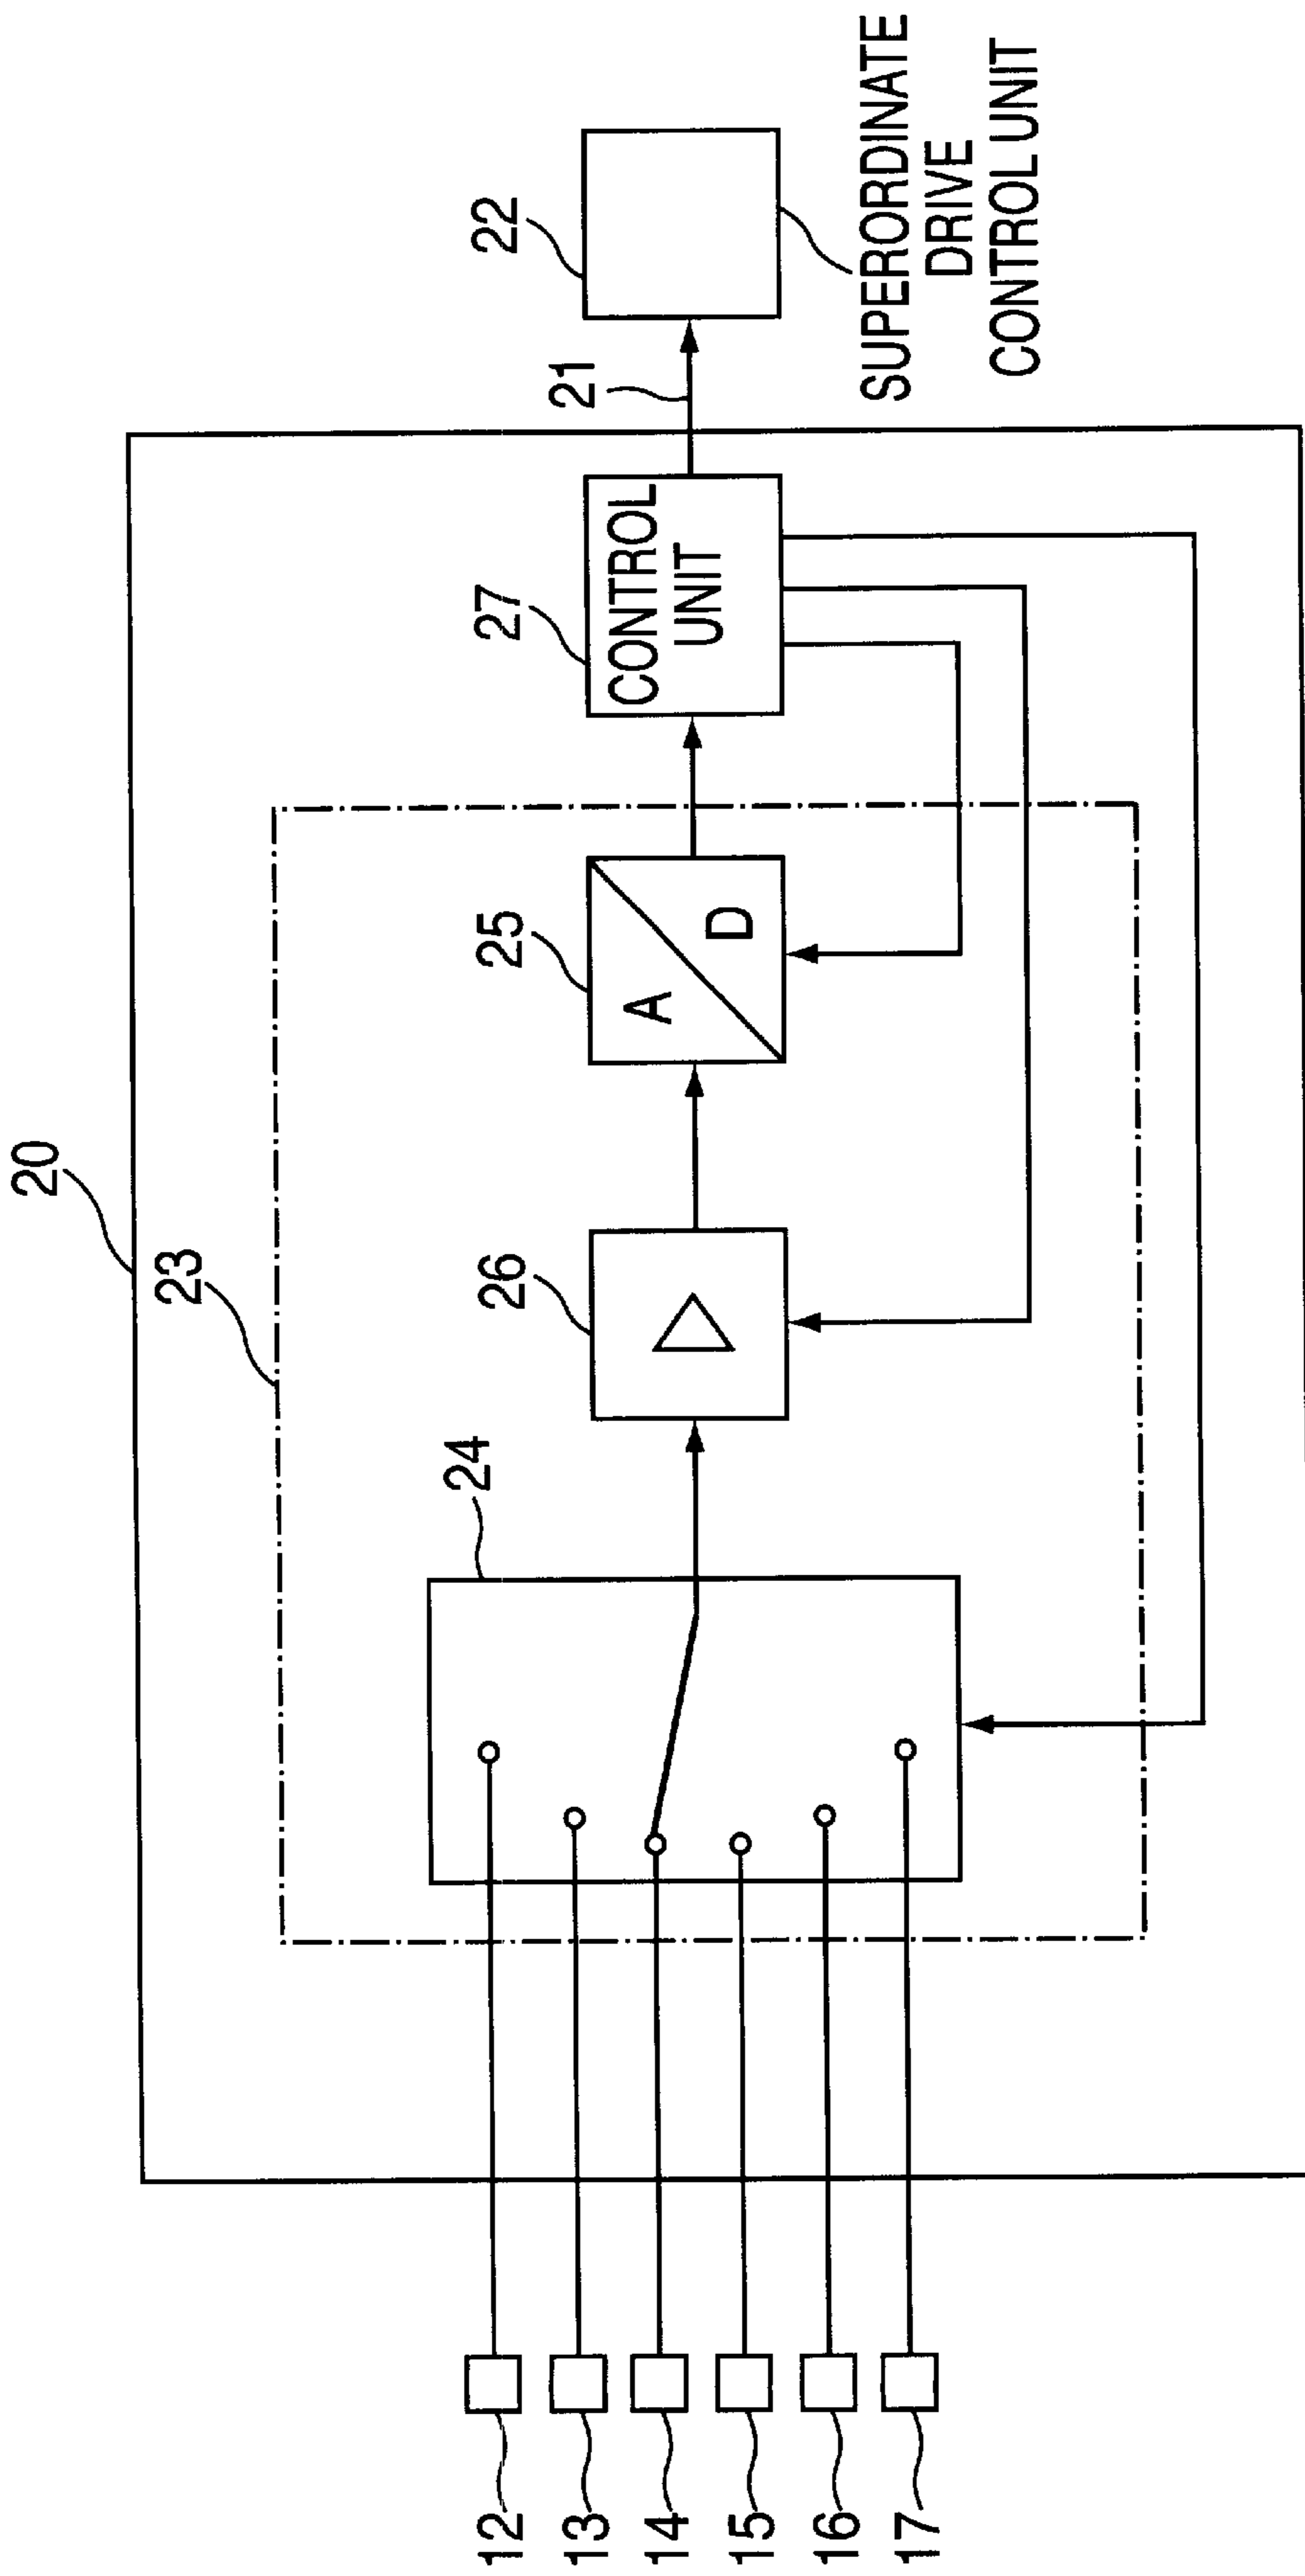 20
23
22
21
27
25
26
24
CONTROL
UNIT
A
D
SUPERORDINATE
DRIVE
CONTROL UNIT
12
13
14
15
16
17